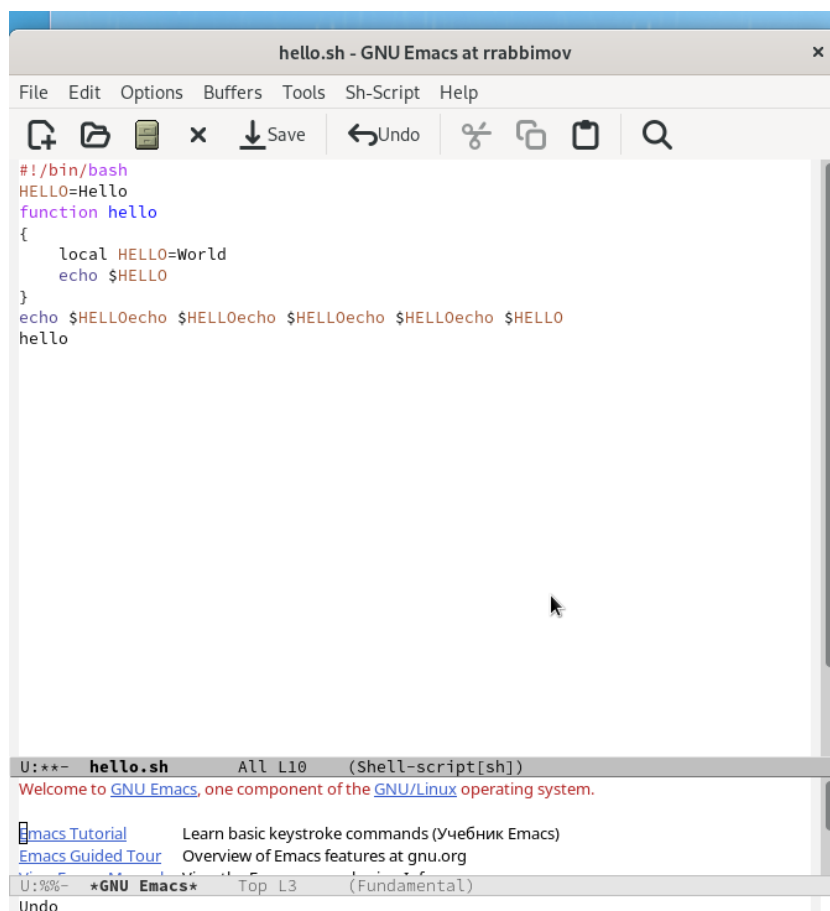 hello.sh - GNU Emacs at rrabbimov ×
File Edit Options Buffers Tools Sh-Script Help
Save Undo
#!/bin/bash
HELLO=Hello
function hello
{
    local HELLO=World
    echo $HELLO
}
echo $HELLOecho $HELLOecho $HELLOecho $HELLOecho $HELLO
hello
U:**-  hello.sh       All L10    (Shell-script[sh])
Welcome to GNU Emacs, one component of the GNU/Linux operating system.
Emacs Tutorial Learn basic keystroke commands (Учебник Emacs)
Emacs Guided Tour Overview of Emacs features at gnu.org
U:%%-  *GNU Emacs*    Top L3     (Fundamental)
Undo